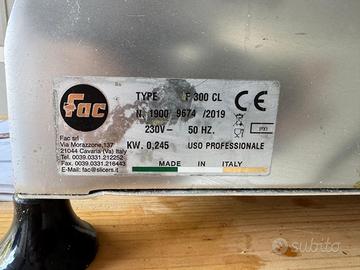 Fac
TYPE F 300 CL
N. 1900 9674 /2019
230V~ 50 HZ.
KW. 0,245 USO PROFESSIONALE
MADE IN ITALY
Fac srl
Via Morazzone,137
21044 Cavaria (Va) Italy
Tel.0039.0331.212252
Fax.0039.0331.216443
E-Mail: fac@slicers.it
subito